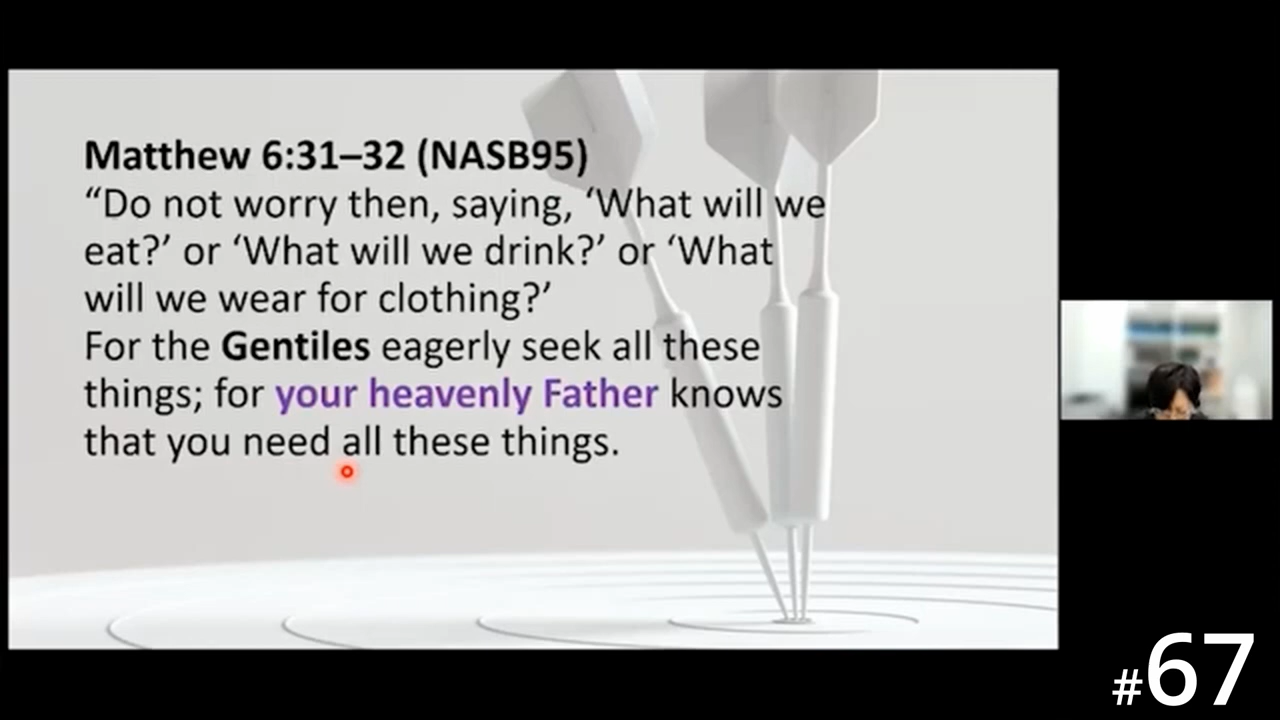 Matthew 6:31–32 (NASB95)
“Do not worry then, saying, ‘What will we
eat?’ or ‘What will we drink?’ or ‘What
will we wear for clothing?’
For the Gentiles eagerly seek all these
things; for your heavenly Father knows
that you need all these things.
#67